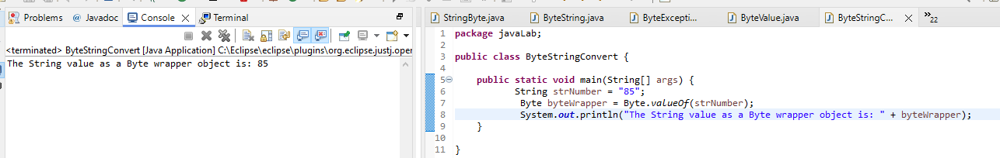 Problems @ Javadoc Console Terminal
<terminated> ByteStringConvert [Java Application] C:\Eclipse\eclipse\plugins\org.eclipse.justj.oper
The String value as a Byte wrapper object is: 85
StringByte.java ByteString.java ByteExcepti... ByteValue.java ByteStringC... »22
1 package javaLab;
2
3 public class ByteStringConvert {
4
5 public static void main(String[] args) {
6 String strNumber = "85";
7 Byte byteWrapper = Byte.valueOf(strNumber);
8 System.out.println("The String value as a Byte wrapper object is: " + byteWrapper);
9 }
10
11 }